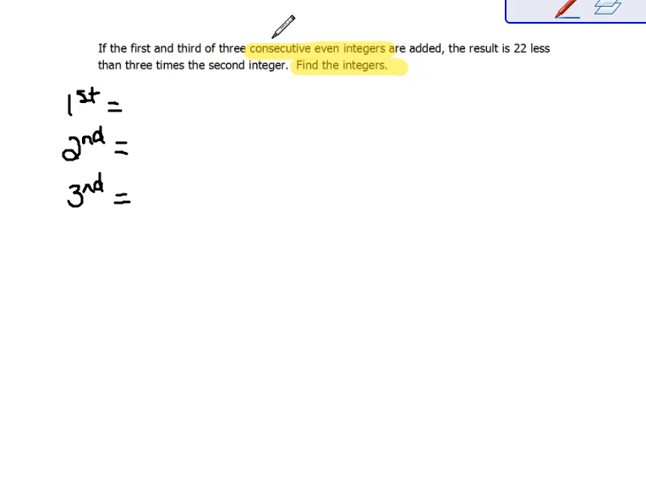 If the first and third of three consecutive even integers are added, the result is 22 less
than three times the second integer. Find the integers.
1st =
2nd =
3nd =